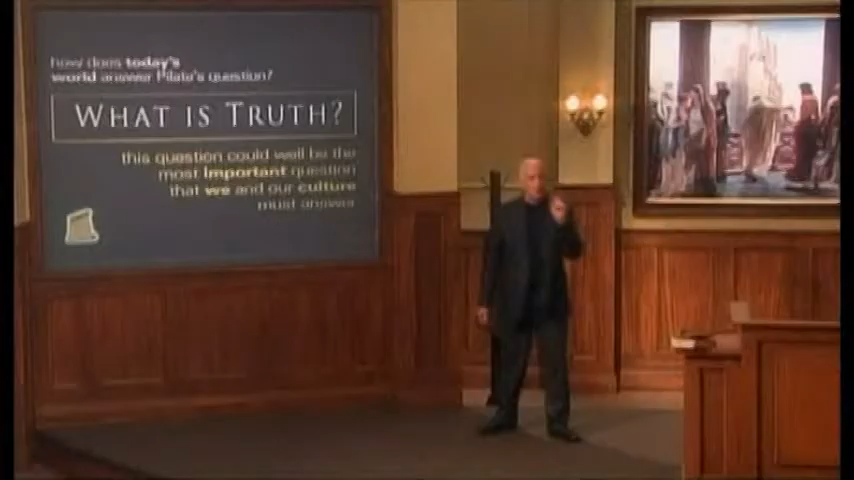 how does today's
world answer Pilate's question?
WHAT IS TRUTH?
this question could well be the
most important question
that we and our culture
must answer